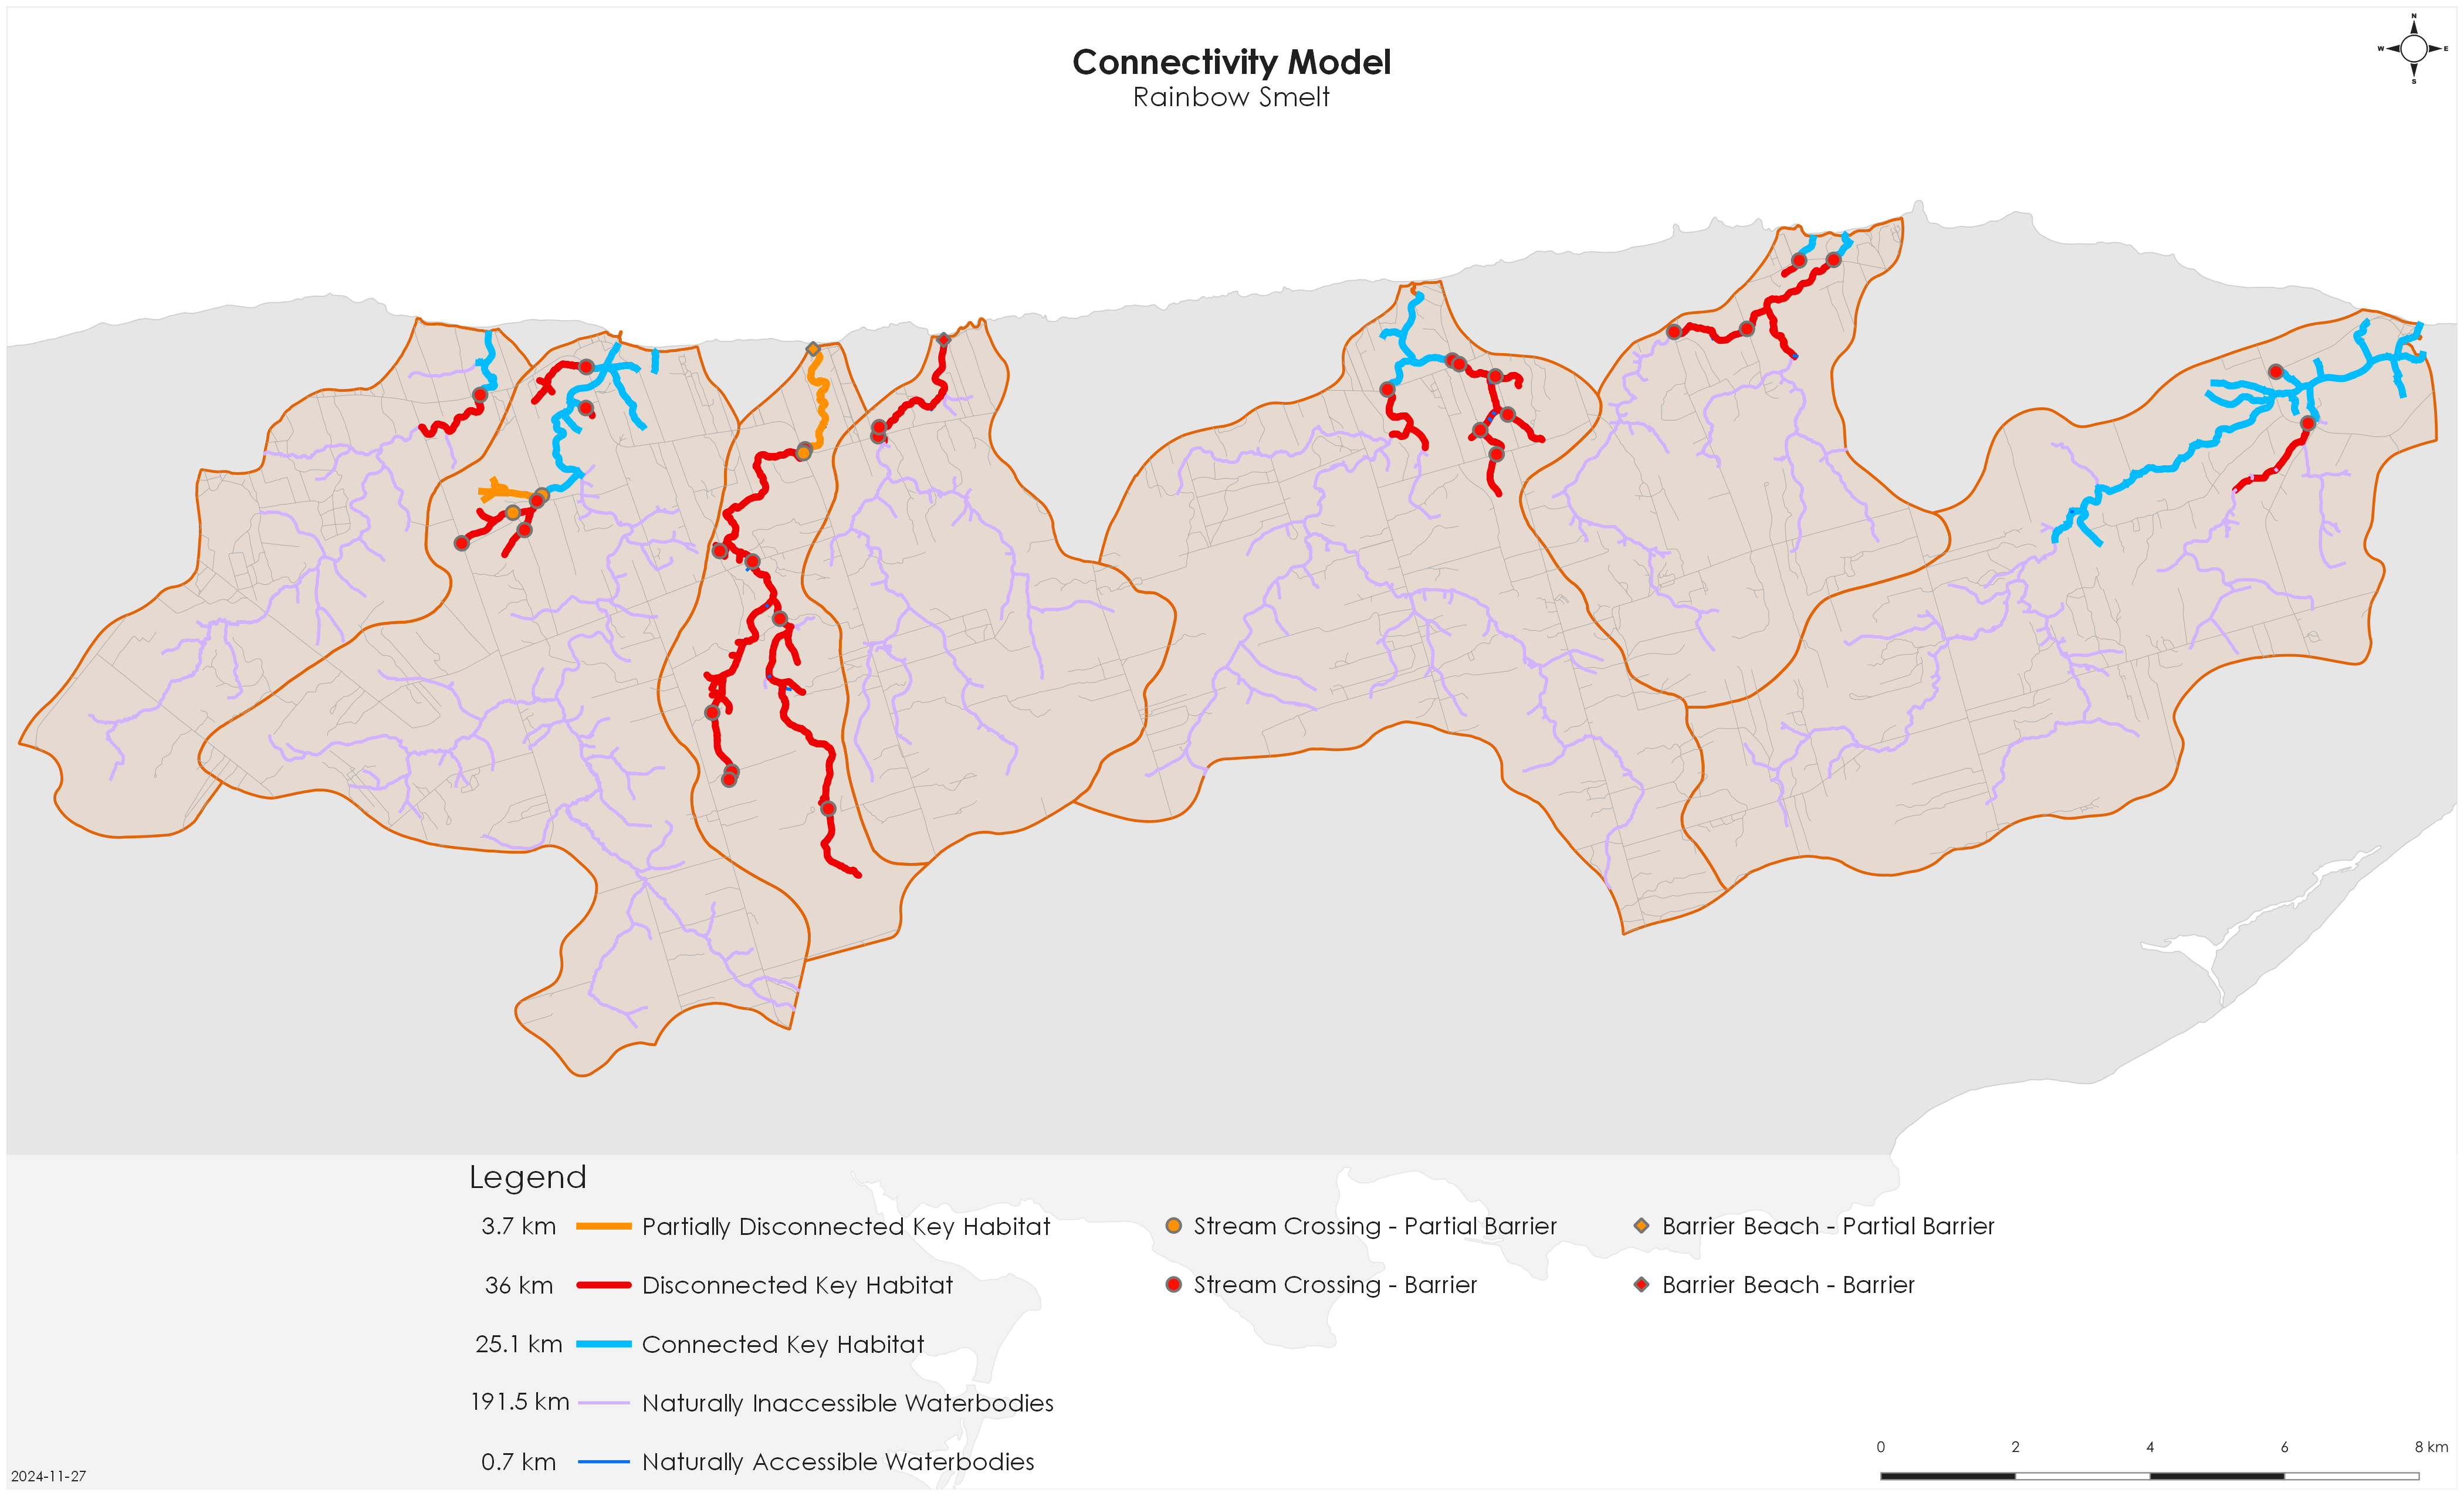 N
W E
S
Connectivity Model
Rainbow Smelt
Legend
3.7 km Partially Disconnected Key Habitat
Stream Crossing - Partial Barrier
Barrier Beach - Partial Barrier
36 km Disconnected Key Habitat
Stream Crossing - Barrier
Barrier Beach - Barrier
25.1 km Connected Key Habitat
191.5 km Naturally Inaccessible Waterbodies
0.7 km Naturally Accessible Waterbodies
0 2 4 6 8 km
2024-11-27